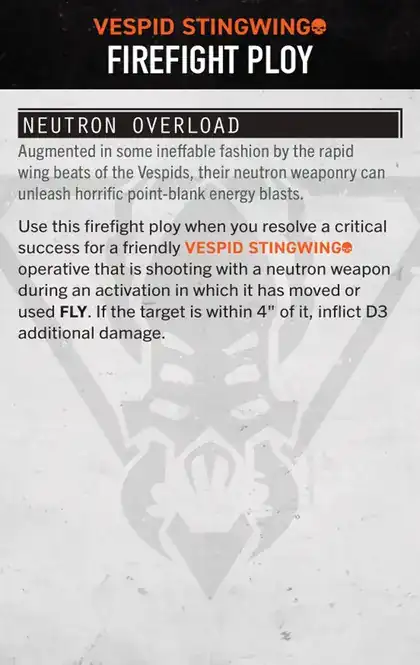 VESPID STINGWING
FIREFIGHT PLOY
NEUTRON OVERLOAD
Augmented in some ineffable fashion by the rapid
wing beats of the Vespids, their neutron weaponry can
unleash horrific point-blank energy blasts.
Use this firefight ploy when you resolve a critical
success for a friendly VESPID STINGWING
operative that is shooting with a neutron weapon
during an activation in which it has moved or
used FLY. If the target is within 4" of it, inflict D3
additional damage.